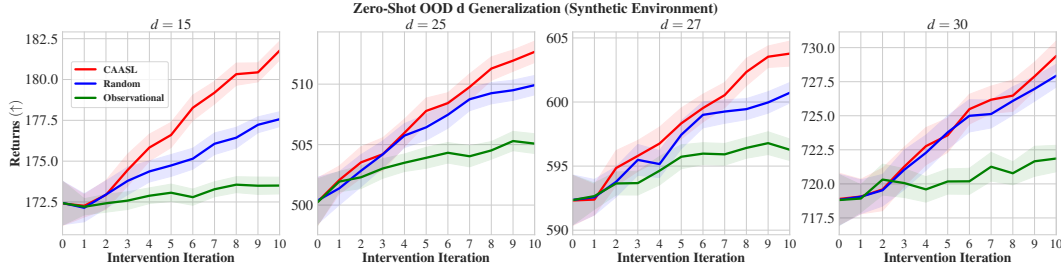 Zero-Shot OOD d Generalization (Synthetic Environment)
d = 15
d = 25
d = 27
d = 30
Returns (↑)
182.5
180.0
177.5
175.0
172.5
CAASL
Random
Observational
0 1 2 3 4 5 6 7 8 9 10
Intervention Iteration
510
505
500
0 1 2 3 4 5 6 7 8 9 10
Intervention Iteration
605
600
595
590
0 1 2 3 4 5 6 7 8 9 10
Intervention Iteration
730.0
727.5
725.0
722.5
720.0
717.5
0 1 2 3 4 5 6 7 8 9 10
Intervention Iteration